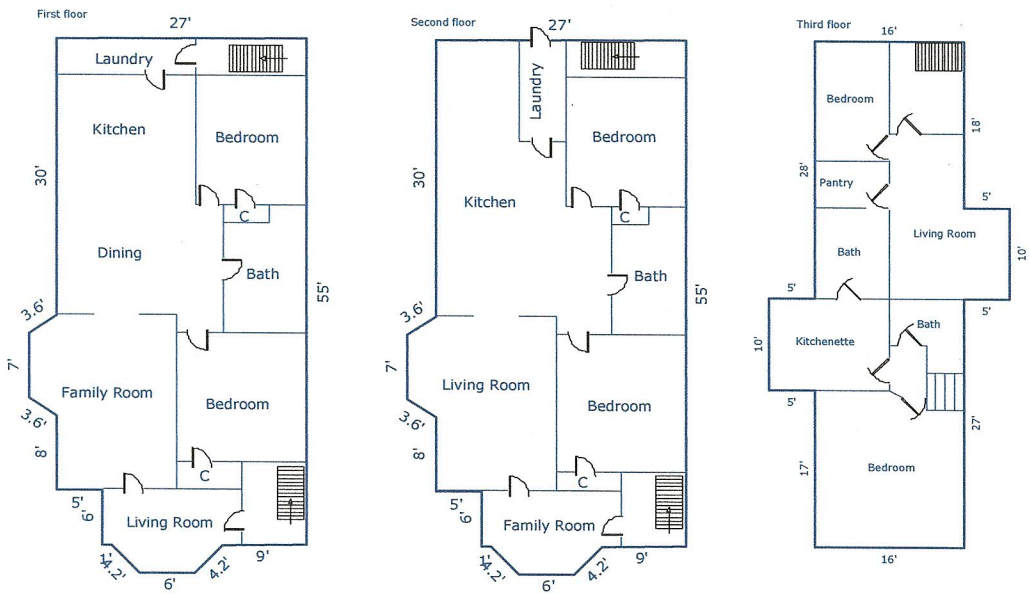 First floor
27'
Laundry
Kitchen
Bedroom
30'
C
Dining
Bath
55'
3.6'
7'
Family Room
Bedroom
3.6'
8'
C
5'
6'
Living Room
1'
4.2'
6'
4.2'
9'
Second floor
27'
Laundry
Bedroom
30'
Kitchen
C
Bath
55'
3.6'
7'
Living Room
Bedroom
3.6'
8'
C
5'
6'
Family Room
1'
4.2'
6'
4.2'
9'
Third floor
16'
Bedroom
18'
28'
Pantry
5'
Living Room
Bath
10'
5'
5'
Bath
10'
Kitchenette
5'
27'
17'
Bedroom
16'